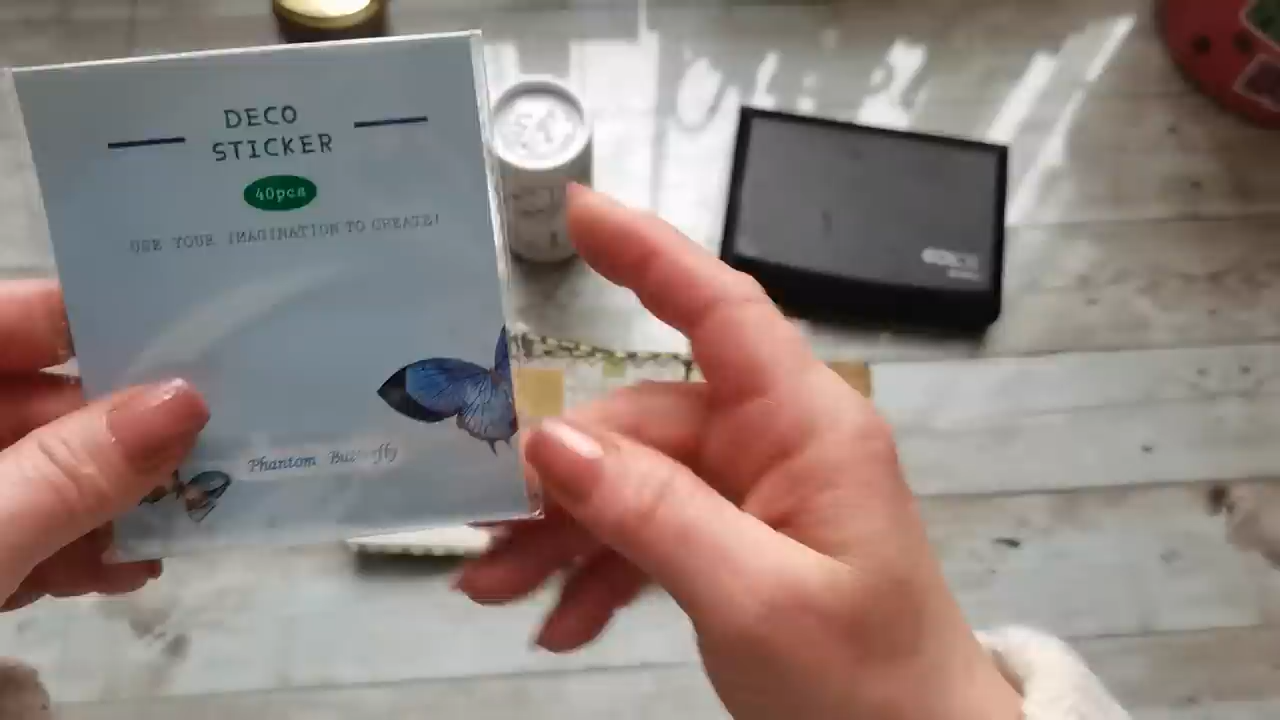 DECO
STICKER
40pcs
USE YOUR IMAGINATION TO CREATE!
Phantom Butterfly